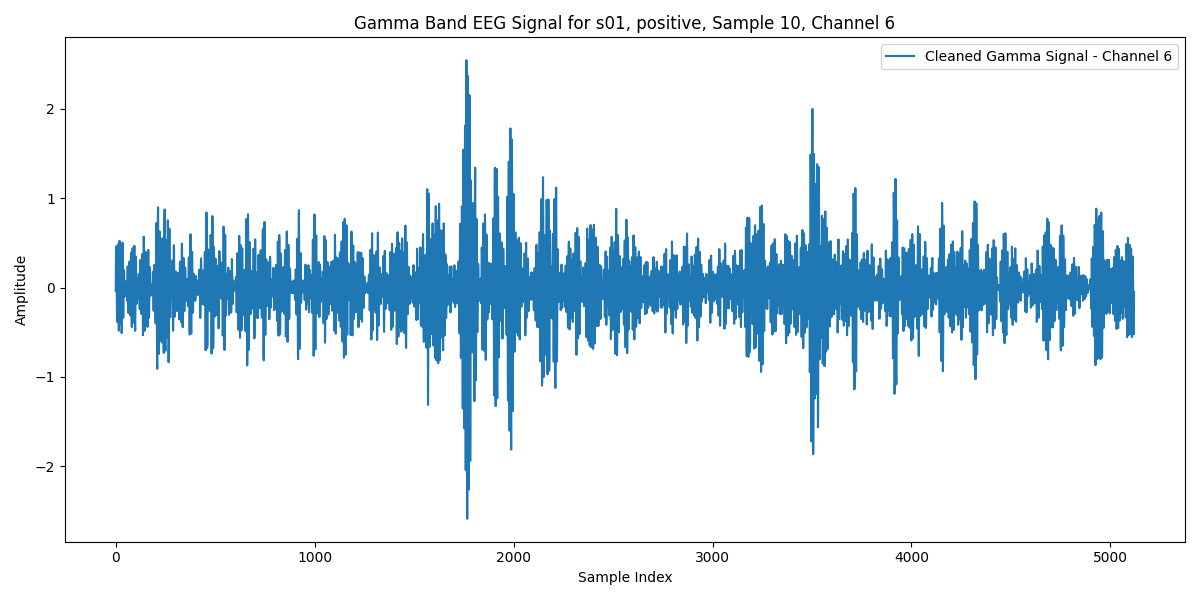 Gamma Band EEG Signal for s01, positive, Sample 10, Channel 6
Cleaned Gamma Signal - Channel 6
2
1
0
−1
−2
Amplitude
0 1000 2000 3000 4000 5000
Sample Index